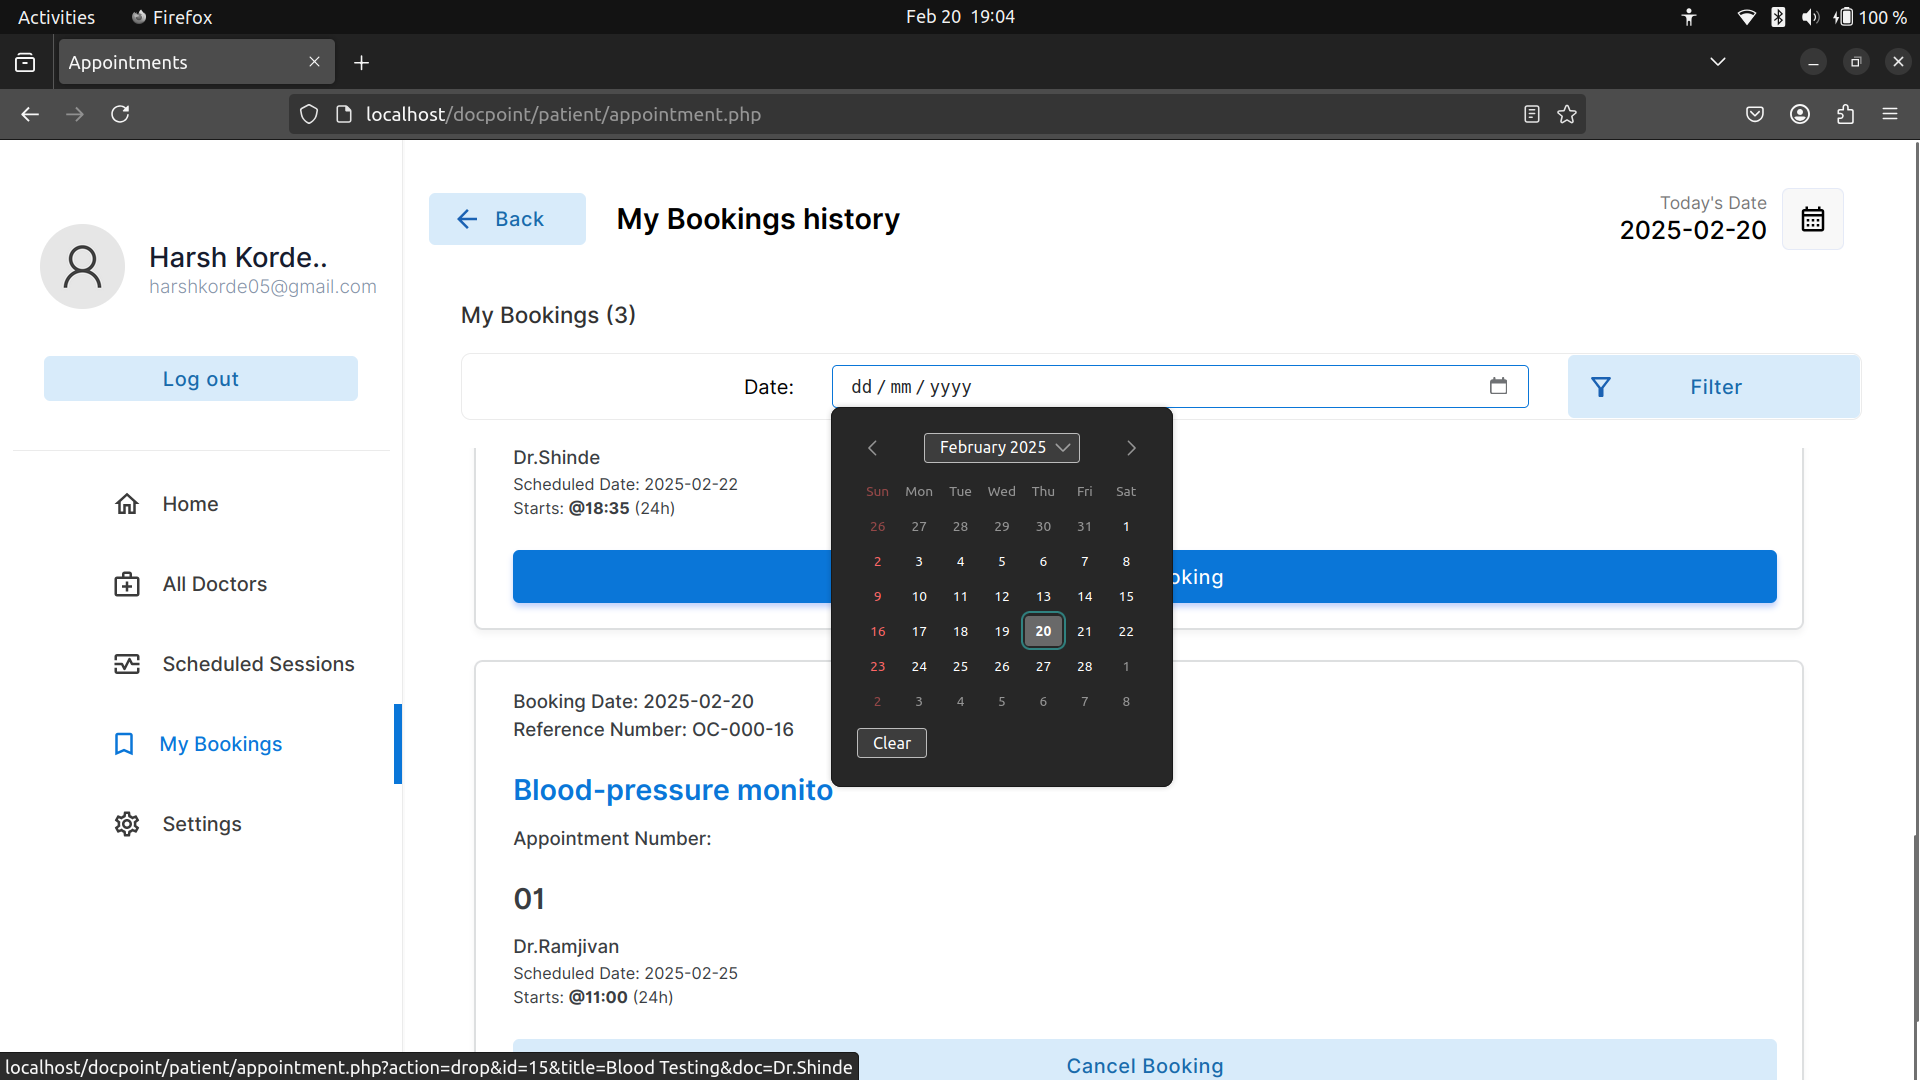 Activities
Firefox
Feb 20 19:04
100 %
Appointments
localhost/docpoint/patient/appointment.php
Harsh Korde..
harshkorde05@gmail.com
Log out
Home
All Doctors
Scheduled Sessions
My Bookings
Settings
Back
My Bookings history
Today's Date
2025-02-20
My Bookings (3)
Date:
dd / mm / yyyy
Filter
Dr.Shinde
Scheduled Date: 2025-02-22
Starts: @18:35 (24h)
oking
February 2025
Sun Mon Tue Wed Thu Fri Sat
26 27 28 29 30 31 1
2 3 4 5 6 7 8
9 10 11 12 13 14 15
16 17 18 19 20 21 22
23 24 25 26 27 28 1
2 3 4 5 6 7 8
Clear
Booking Date: 2025-02-20
Reference Number: OC-000-16
Blood-pressure monito
Appointment Number:
01
Dr.Ramjivan
Scheduled Date: 2025-02-25
Starts: @11:00 (24h)
Cancel Booking
localhost/docpoint/patient/appointment.php?action=drop&id=15&title=Blood Testing&doc=Dr.Shinde